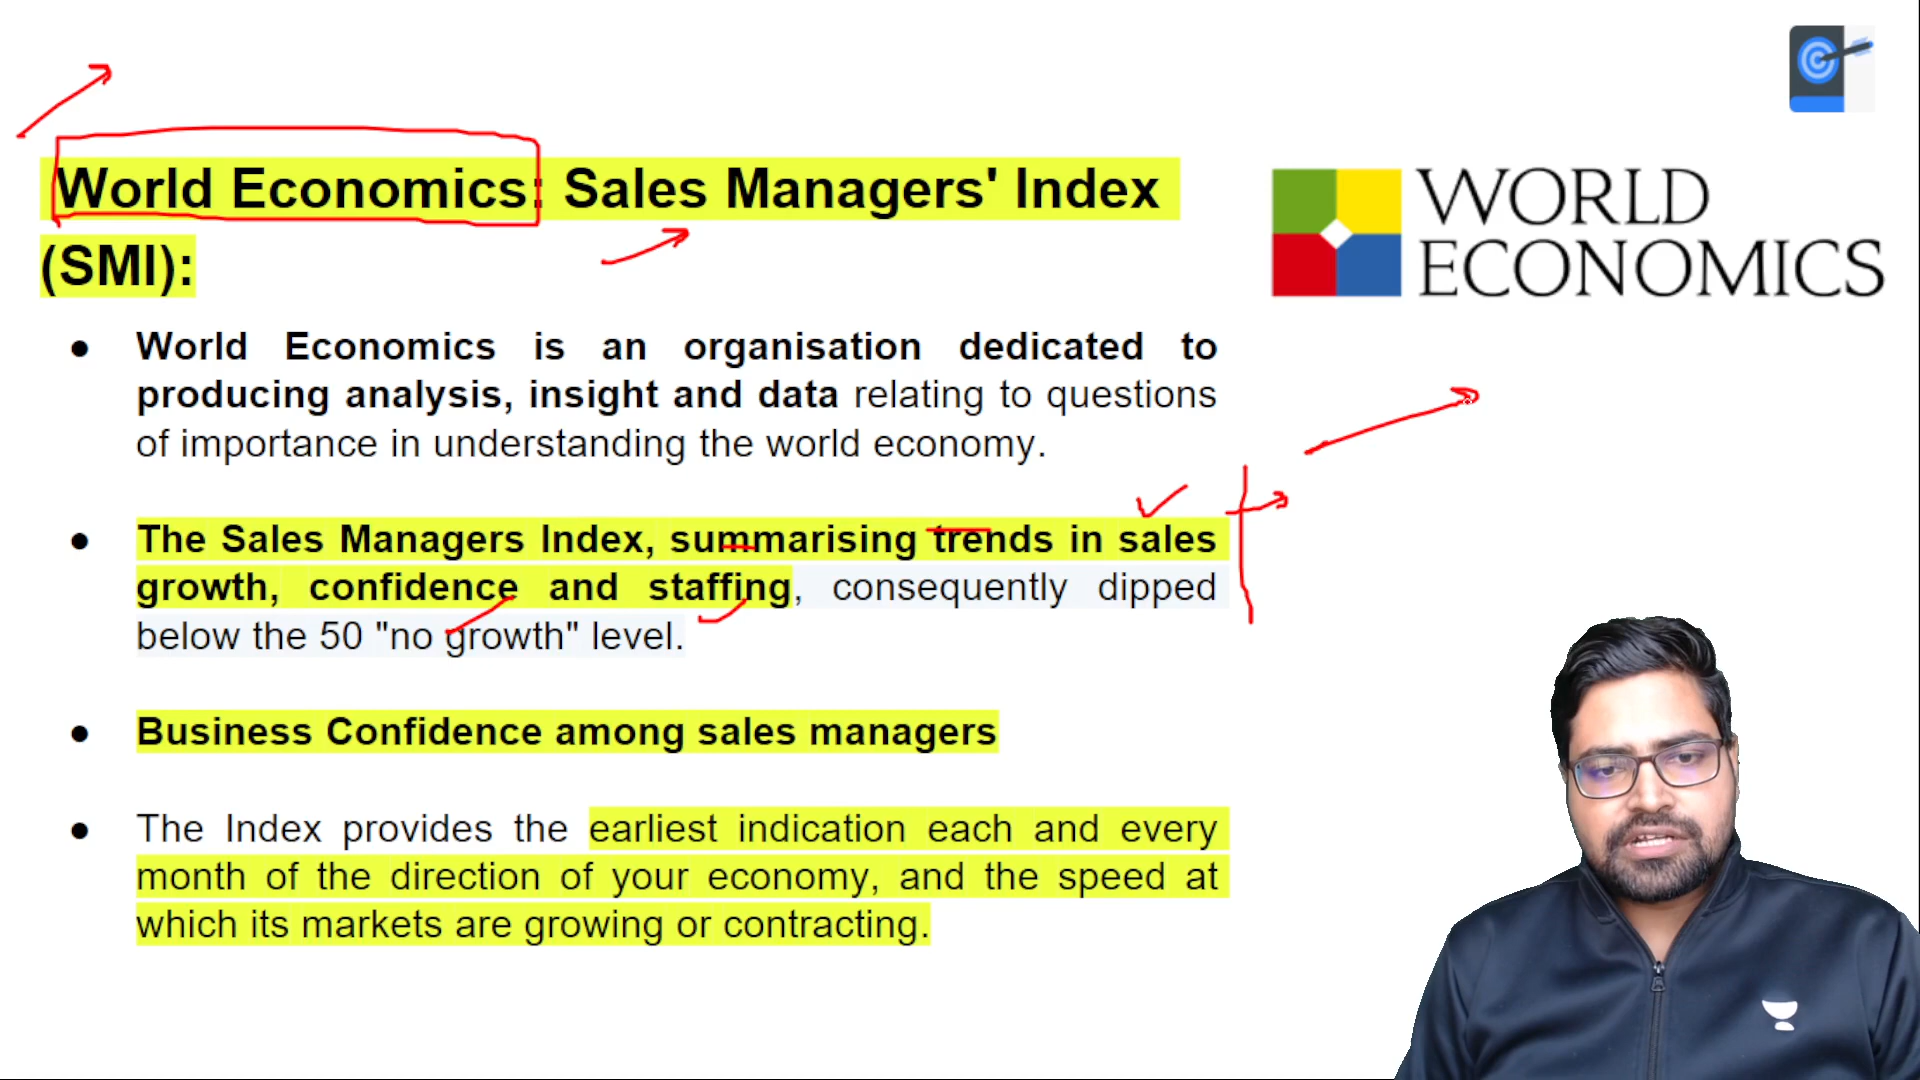 World Economics: Sales Managers' Index
(SMI):
WORLD
ECONOMICS
● World Economics is an organisation dedicated to
producing analysis, insight and data relating to questions
of importance in understanding the world economy.
● The Sales Managers Index, summarising trends in sales
growth, confidence and staffing, consequently dipped
below the 50 "no growth" level.
● Business Confidence among sales managers
● The Index provides the earliest indication each and every
month of the direction of your economy, and the speed at
which its markets are growing or contracting.